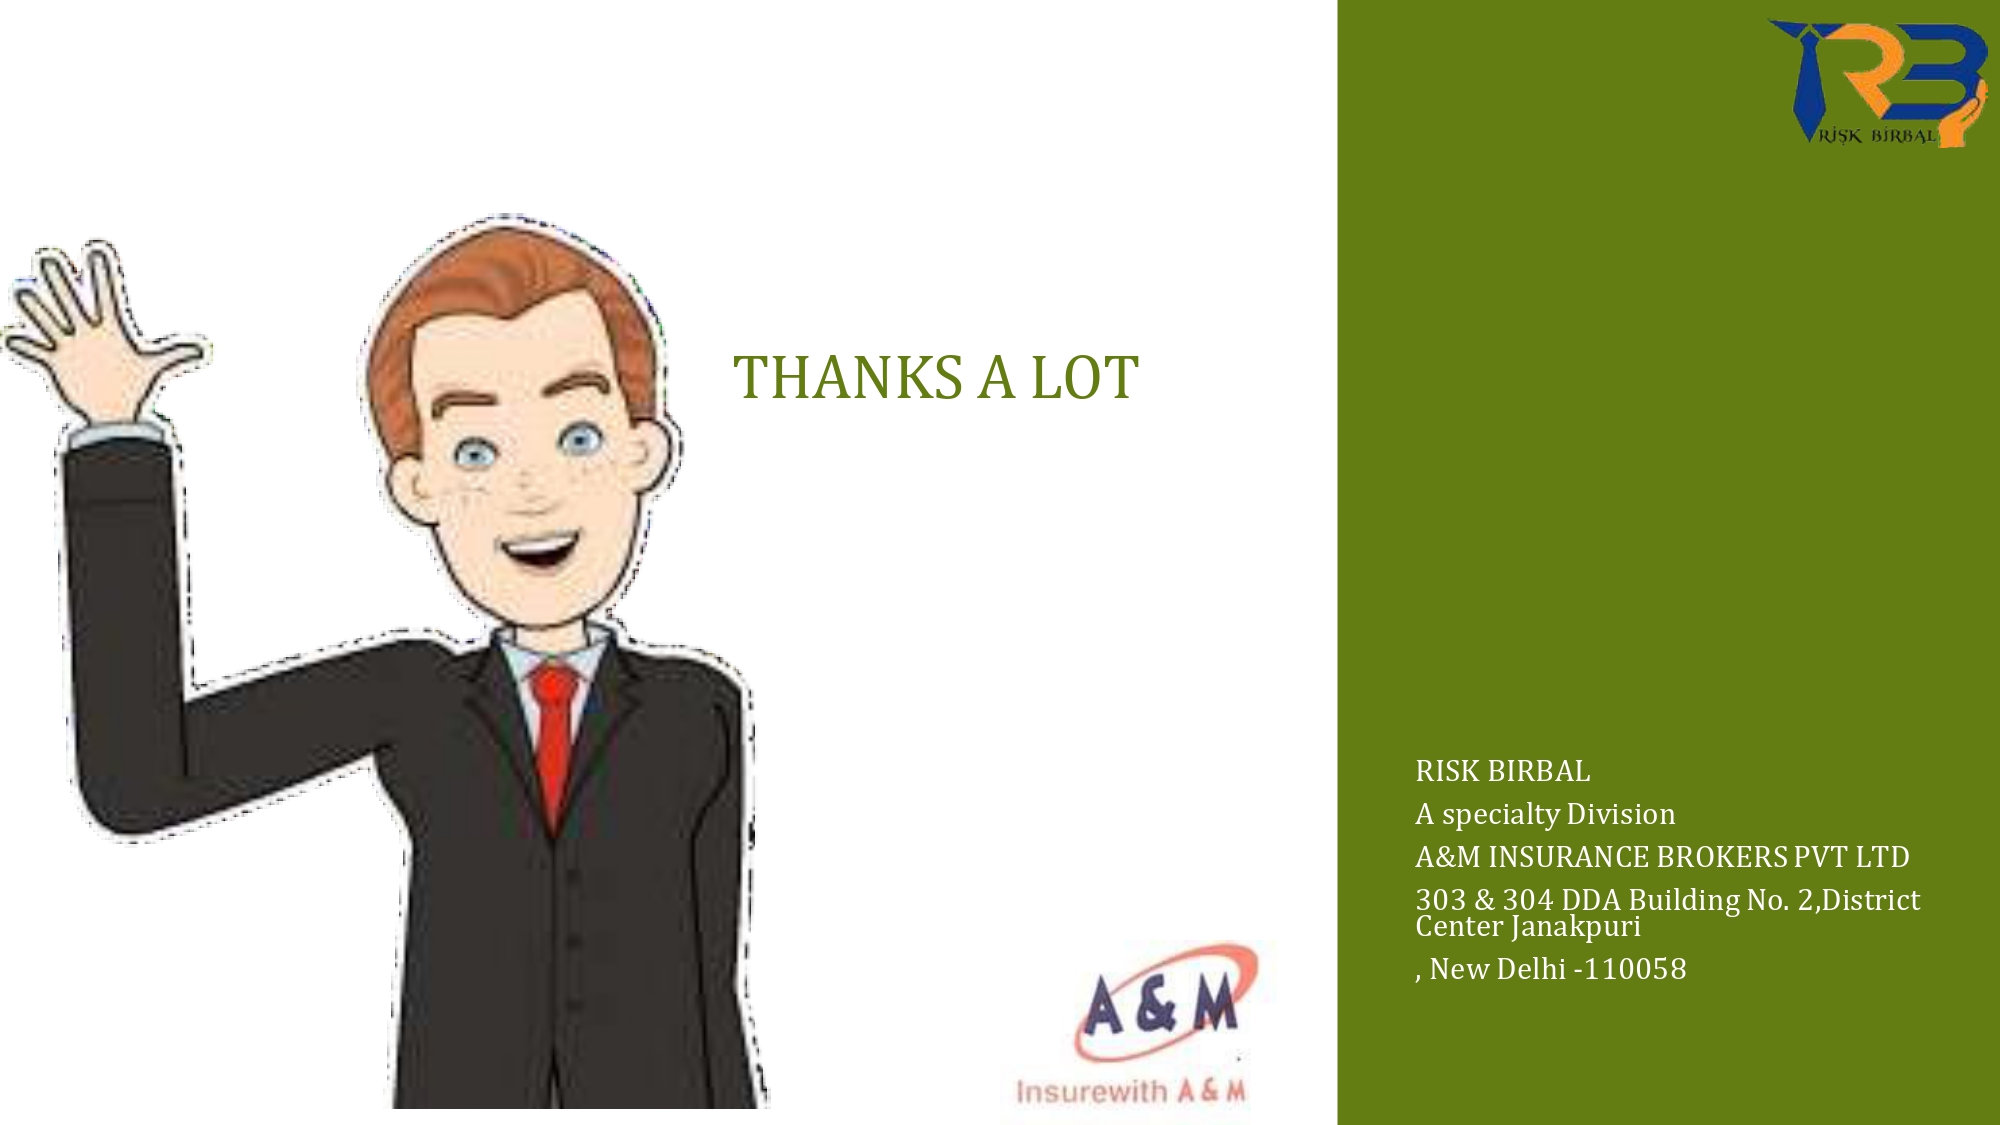 RB
RISK BIRBAL
THANKS A LOT
RISK BIRBAL
A specialty Division
A&M INSURANCE BROKERS PVT LTD
303 & 304 DDA Building No. 2,District
Center Janakpuri
, New Delhi -110058
A & M
Insurewith A & M